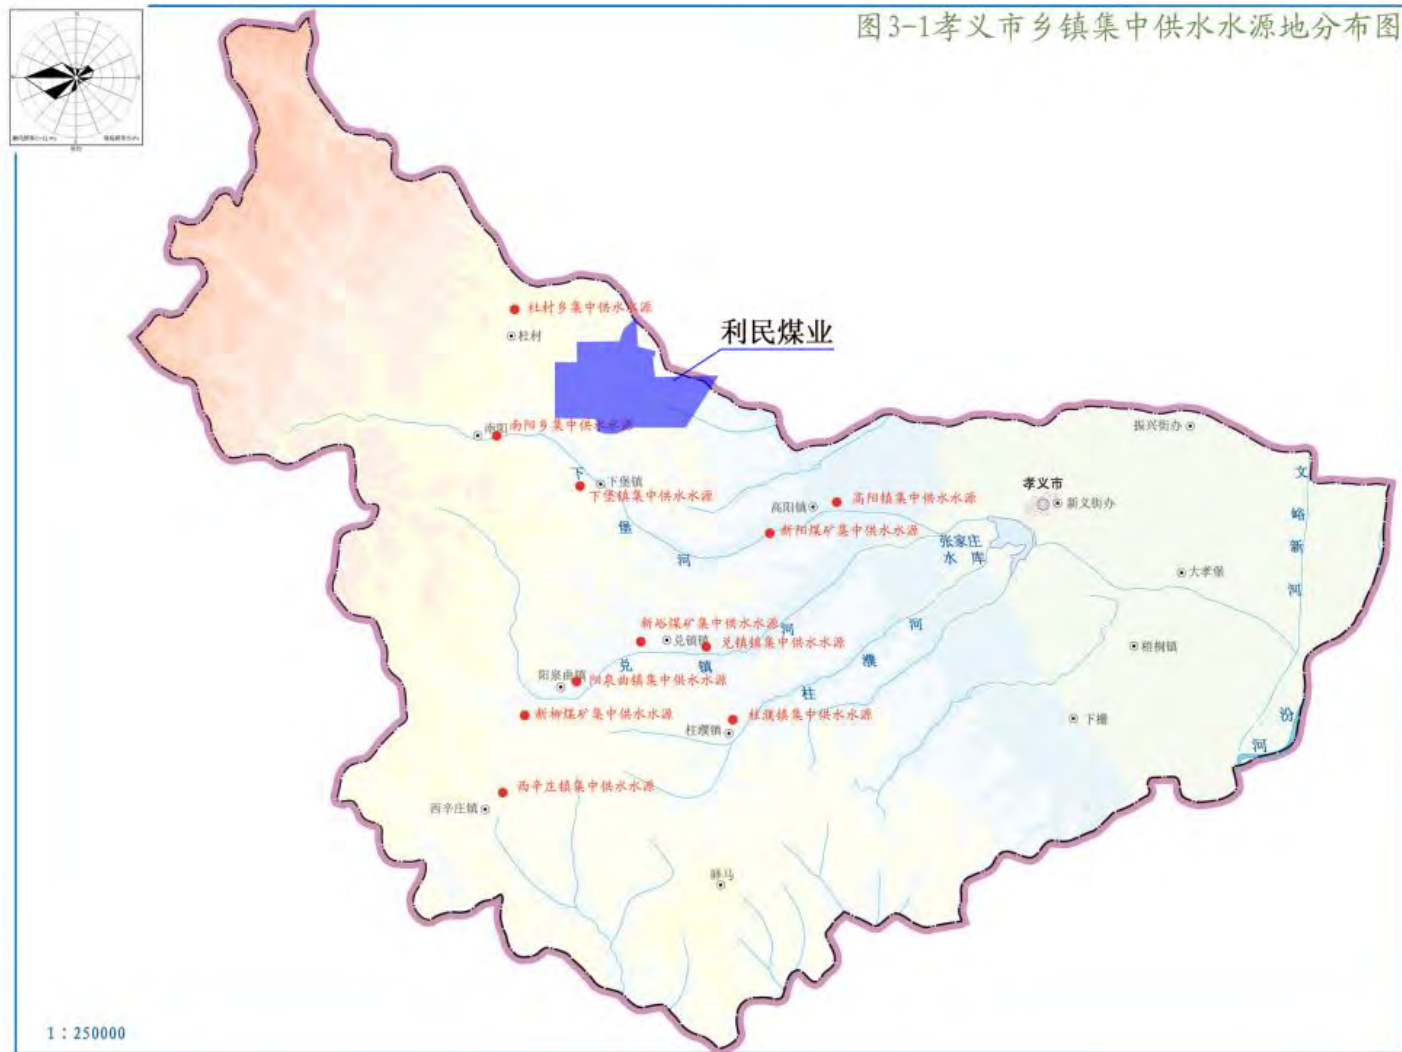 图3-1孝义市乡镇集中供水水源地分布图
利民煤业
杜村乡集中供水水源
杜村
南阳
南阳乡集中供水水源
振兴街办
下
下堡镇
下堡镇集中供水水源
堡
河
高阳镇
高阳镇集中供水水源
新阳煤矿集中供水水源
孝义市
新义街办
张家庄
水库
文
峪
新
河
大孝堡
新峪煤矿集中供水水源
兑镇镇
兑镇镇集中供水水源
兑
镇
河
梧桐镇
阳泉曲镇
阳泉曲镇集中供水水源
新柳煤矿集中供水水源
柱濮镇
柱濮镇集中供水水源
柱
濮
河
下栅
汾
河
西辛庄镇集中供水水源
西辛庄镇
驿马
1：250000